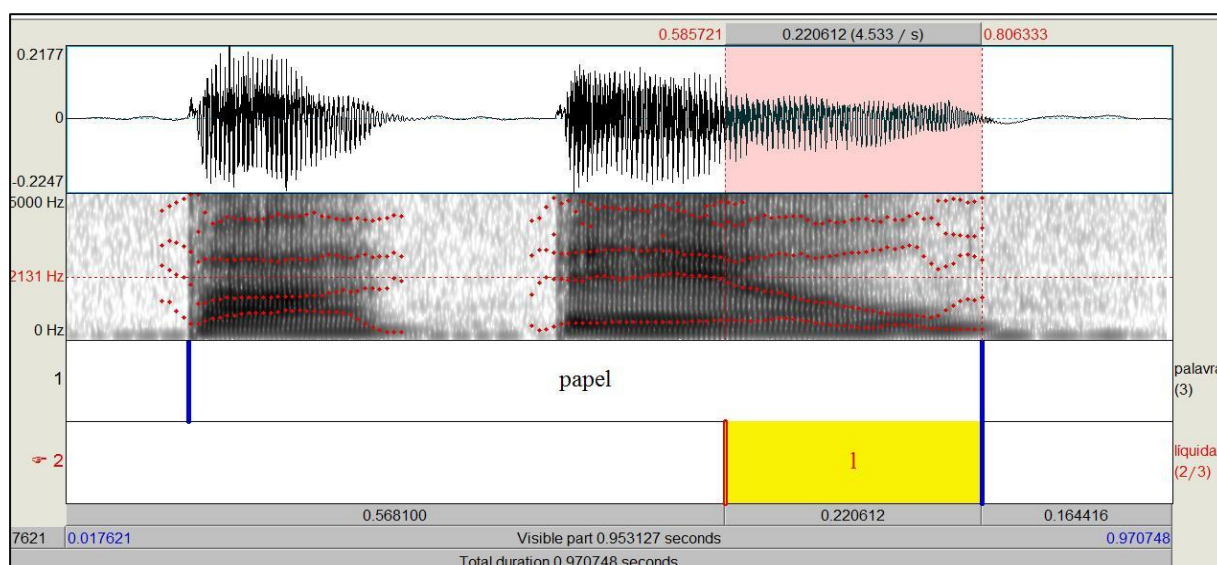 0.585721 0.220612 (4.533 / s) 0.806333
0.2177
0
-0.2247
5000 Hz
2131 Hz
0 Hz
1 papel palavra (3)
2 l líquida (2/3)
0.568100 0.220612 0.164416
7621 0.017621 Visible part 0.953127 seconds 0.970748
Total duration 0.970748 seconds